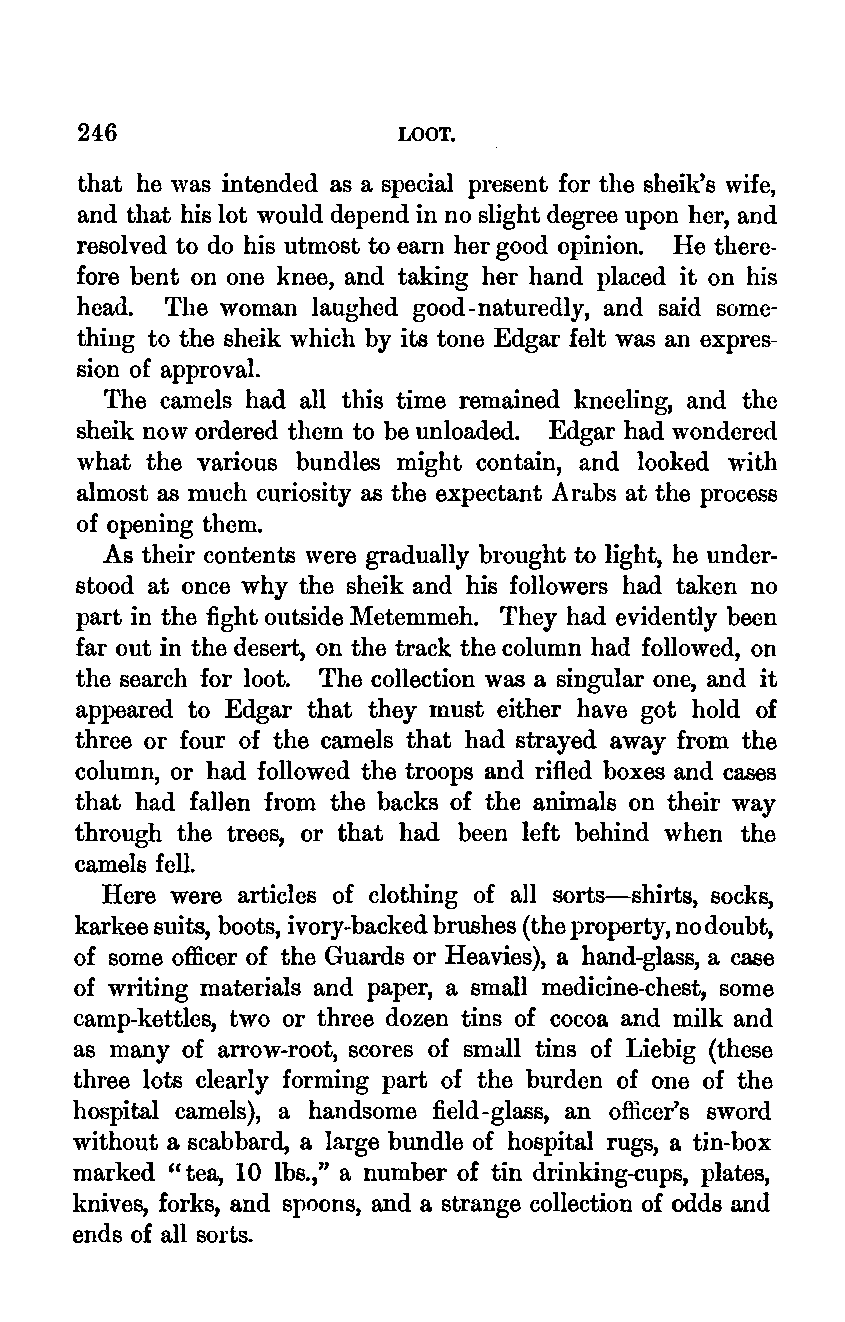 246 LOOT.
that he was intended as a special present for the sheik's wife,
and that his lot would depend in no slight degree upon her, and
resolved to do his utmost to earn her good opinion. He there-
fore bent on one knee, and taking her hand placed it on his
head. The woman laughed good-naturedly, and said some-
thing to the sheik which by its tone Edgar felt was an expres-
sion of approval.
The camels had all this time remained kneeling, and the
sheik now ordered them to be unloaded. Edgar had wondered
what the various bundles might contain, and looked with
almost as much curiosity as the expectant Arabs at the process
of opening them.
As their contents were gradually brought to light, he under-
stood at once why the sheik and his followers had taken no
part in the fight outside Metemmeh. They had evidently been
far out in the desert, on the track the column had followed, on
the search for loot. The collection was a singular one, and it
appeared to Edgar that they must either have got hold of
three or four of the camels that had strayed away from the
column, or had followed the troops and rifled boxes and cases
that had fallen from the backs of the animals on their way
through the trees, or that had been left behind when the
camels fell.
Here were articles of clothing of all sorts—shirts, socks,
karkee suits, boots, ivory-backed brushes (the property, no doubt,
of some officer of the Guards or Heavies), a hand-glass, a case
of writing materials and paper, a small medicine-chest, some
camp-kettles, two or three dozen tins of cocoa and milk and
as many of arrow-root, scores of small tins of Liebig (these
three lots clearly forming part of the burden of one of the
hospital camels), a handsome field-glass, an officer's sword
without a scabbard, a large bundle of hospital rugs, a tin-box
marked "tea, 10 lbs.," a number of tin drinking-cups, plates,
knives, forks, and spoons, and a strange collection of odds and
ends of all sorts.